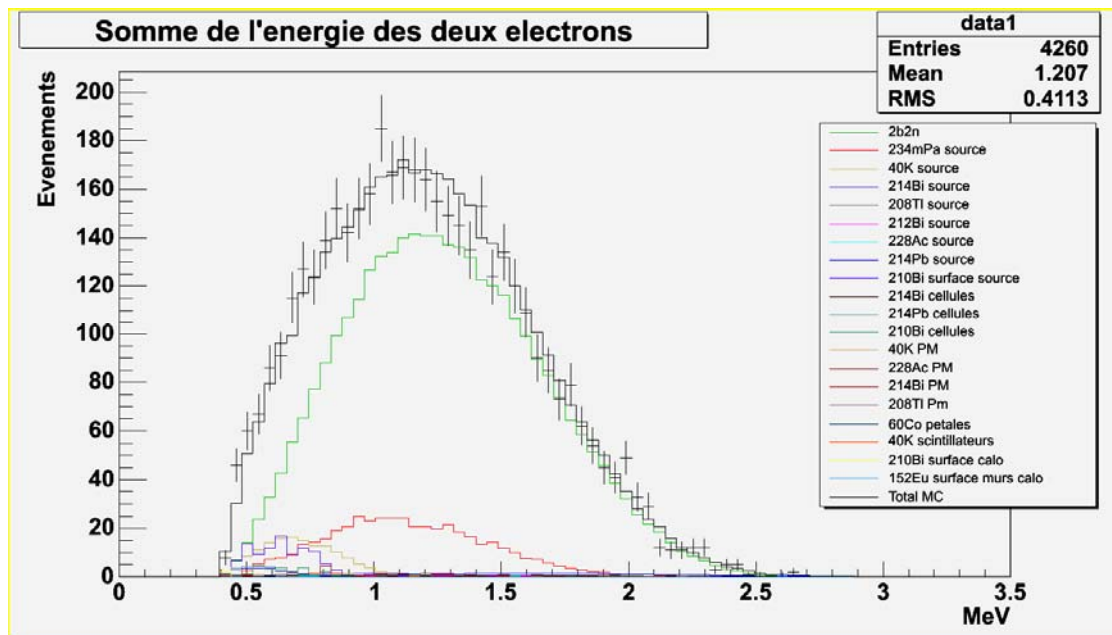 Somme de l'energie des deux electrons
data1
Entries 4260
Mean 1.207
RMS 0.4113
Evenements
200
180
160
140
120
100
80
60
40
20
0
2b2n
234mPa source
40K source
214Bi source
208Tl source
212Bi source
228Ac source
214Pb source
210Bi surface source
214Bi cellules
214Pb cellules
210Bi cellules
40K PM
228Ac PM
214Bi PM
208Tl Pm
60Co petales
40K scintillateurs
210Bi surface calo
152Eu surface murs calo
Total MC
0 0.5 1 1.5 2 2.5 3 3.5
MeV